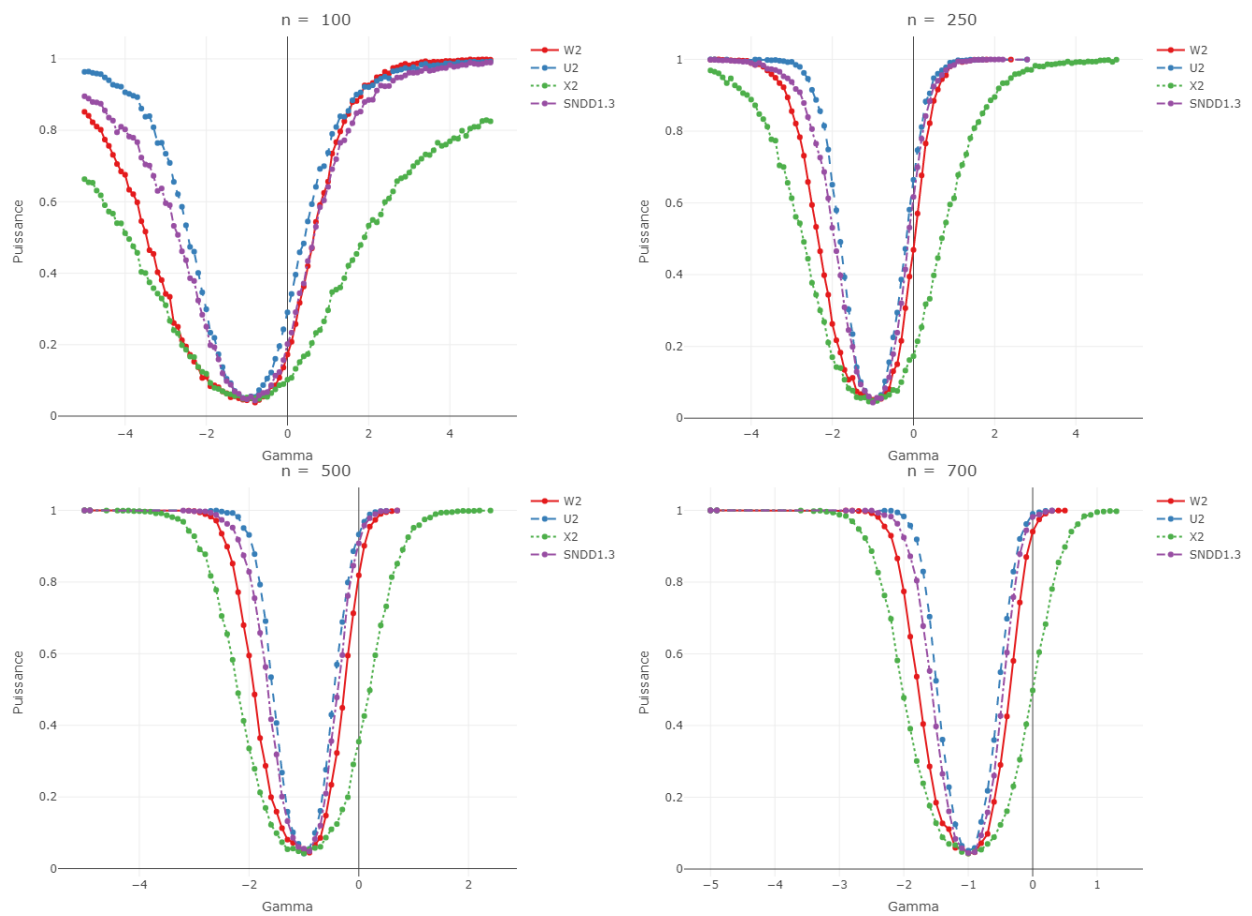 n = 100
1
0.8
0.6
0.4
0.2
0
Puissance
−4
−2
0
2
4
Gamma
W2
U2
X2
SNDD1.3
n = 250
1
0.8
0.6
0.4
0.2
0
Puissance
−4
−2
0
2
4
Gamma
W2
U2
X2
SNDD1.3
n = 500
1
0.8
0.6
0.4
0.2
0
Puissance
−4
−2
0
2
Gamma
W2
U2
X2
SNDD1.3
n = 700
1
0.8
0.6
0.4
0.2
0
Puissance
−5
−4
−3
−2
−1
0
1
Gamma
W2
U2
X2
SNDD1.3